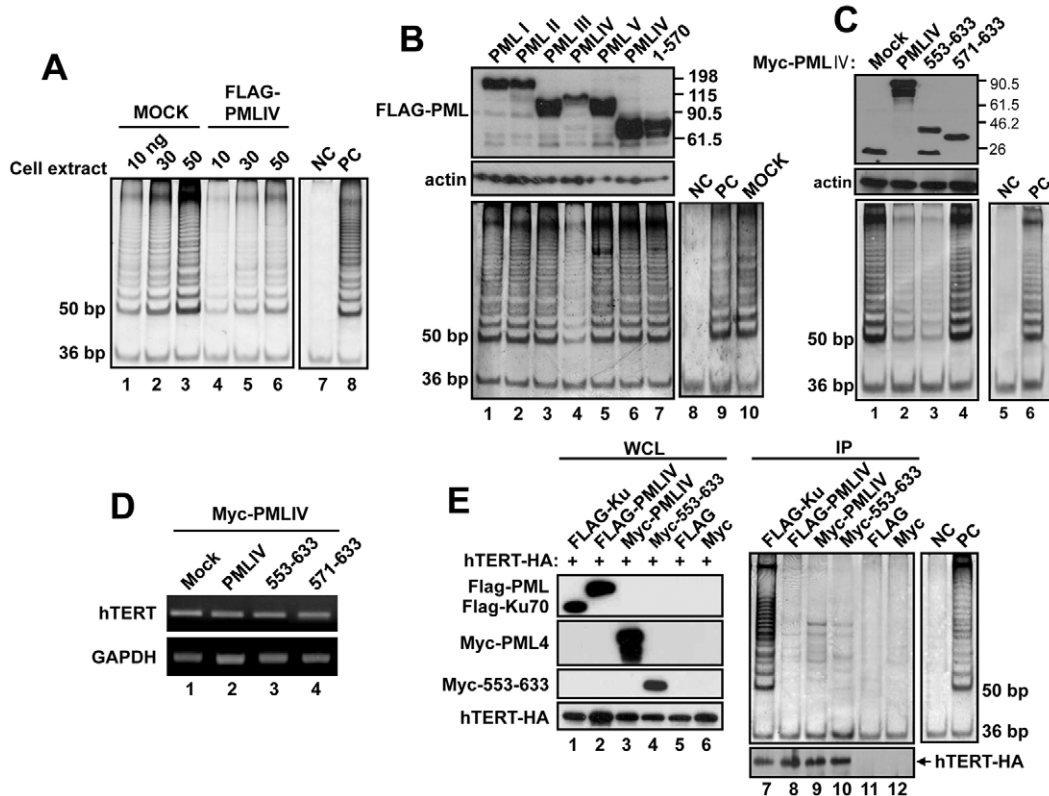 A
MOCK
FLAG-
PMLIV
Cell extract
10 ng
30
50
10
30
50
NC
PC
50 bp
36 bp
1 2 3 4 5 6 7 8
B
PML I
PML II
PML III
PMLIV
PML V
PMLIV
1-570
FLAG-PML
198
115
90.5
61.5
actin
NC
PC
MOCK
50 bp
36 bp
1 2 3 4 5 6 7 8 9 10
C
Myc-PMLIV
Mock
PMLIV
553-633
571-633
90.5
61.5
46.2
26
actin
NC
PC
50 bp
36 bp
1 2 3 4 5 6
D
Myc-PMLIV
Mock
PMLIV
553-633
571-633
hTERT
GAPDH
1 2 3 4
E
WCL
FLAG-Ku
FLAG-PMLIV
Myc-PMLIV
Myc-553-633
FLAG
Myc
hTERT-HA: + + + + + +
Flag-PML
Flag-Ku70
Myc-PML4
Myc-553-633
hTERT-HA
1 2 3 4 5 6
IP
FLAG-Ku
FLAG-PMLIV
Myc-PMLIV
Myc-553-633
FLAG
Myc
NC
PC
50 bp
36 bp
hTERT-HA
7 8 9 10 11 12